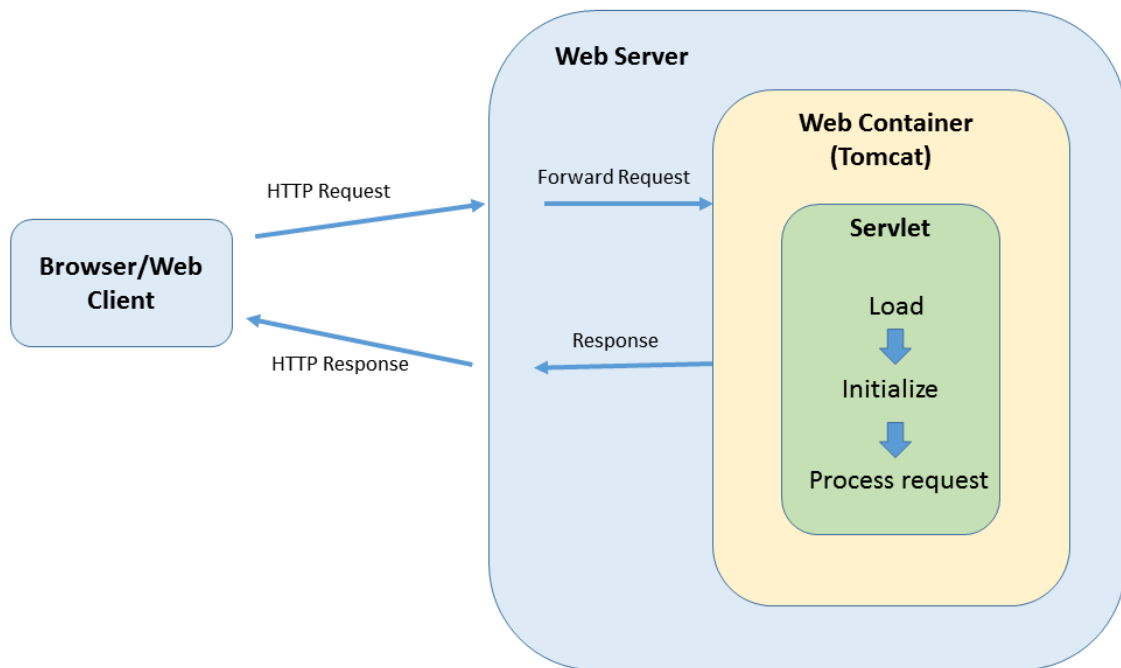 Web Server
Web Container
(Tomcat)
HTTP Request
Forward Request
Servlet
Browser/Web
Client
Load
Response
HTTP Response
Initialize
Process request